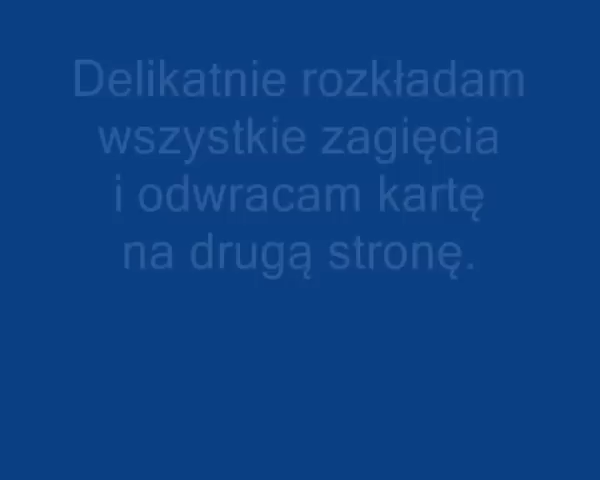 Delikatnie rozkładam
wszystkie zagięcia
i odwracam kartę
na drugą stronę.